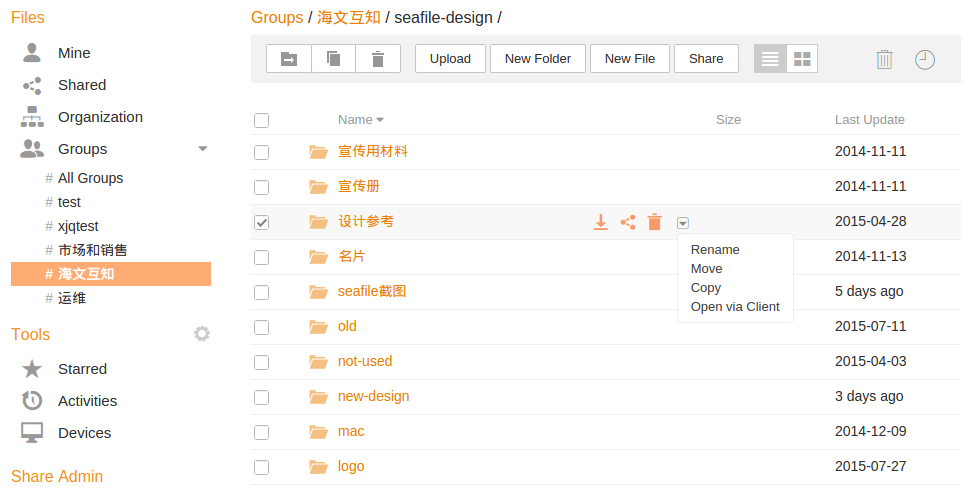 Files
Mine
Shared
Organization
Groups
# All Groups
# test
# xjqtest
# 市场和销售
# 海文互知
# 运维
Tools
Starred
Activities
Devices
Share Admin
Groups / 海文互知 / seafile-design /
Upload New Folder New File Share
Name Size Last Update
宣传用材料 2014-11-11
宣传册 2014-11-11
设计参考 2015-04-28
Rename
Move
Copy
Open via Client
名片 2014-11-13
seafile截图 5 days ago
old 2015-07-11
not-used 2015-04-03
new-design 3 days ago
mac 2014-12-09
logo 2015-07-27